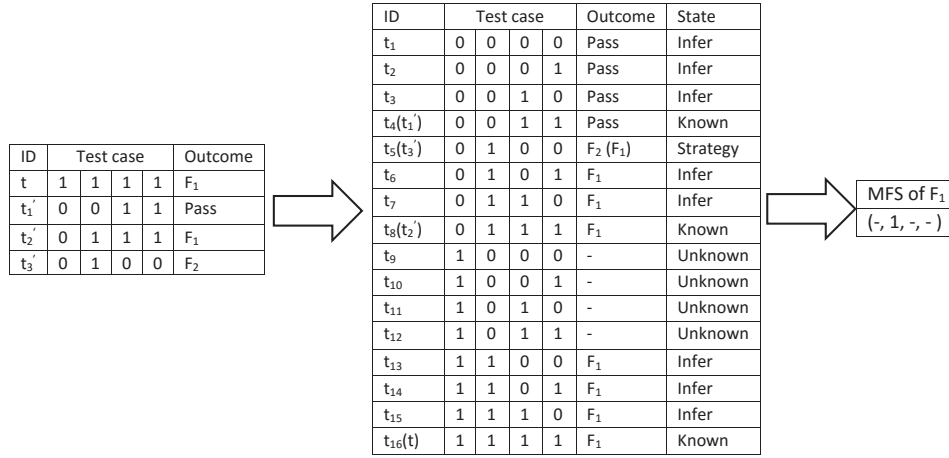 ID Test case Outcome
t 1 1 1 1 F₁
t₁′ 0 0 1 1 Pass
t₂′ 0 1 1 1 F₁
t₃′ 0 1 0 0 F₂
ID Test case Outcome State
t₁ 0 0 0 0 Pass Infer
t₂ 0 0 0 1 Pass Infer
t₃ 0 0 1 0 Pass Infer
t₄(t₁′) 0 0 1 1 Pass Known
t₅(t₃′) 0 1 0 0 F₂ (F₁) Strategy
t₆ 0 1 0 1 F₁ Infer
t₇ 0 1 1 0 F₁ Infer
t₈(t₂′) 0 1 1 1 F₁ Known
t₉ 1 0 0 0 - Unknown
t₁₀ 1 0 0 1 - Unknown
t₁₁ 1 0 1 0 - Unknown
t₁₂ 1 0 1 1 - Unknown
t₁₃ 1 1 0 0 F₁ Infer
t₁₄ 1 1 0 1 F₁ Infer
t₁₅ 1 1 1 0 F₁ Infer
t₁₆(t) 1 1 1 1 F₁ Known
MFS of F₁
(-, 1, -, - )